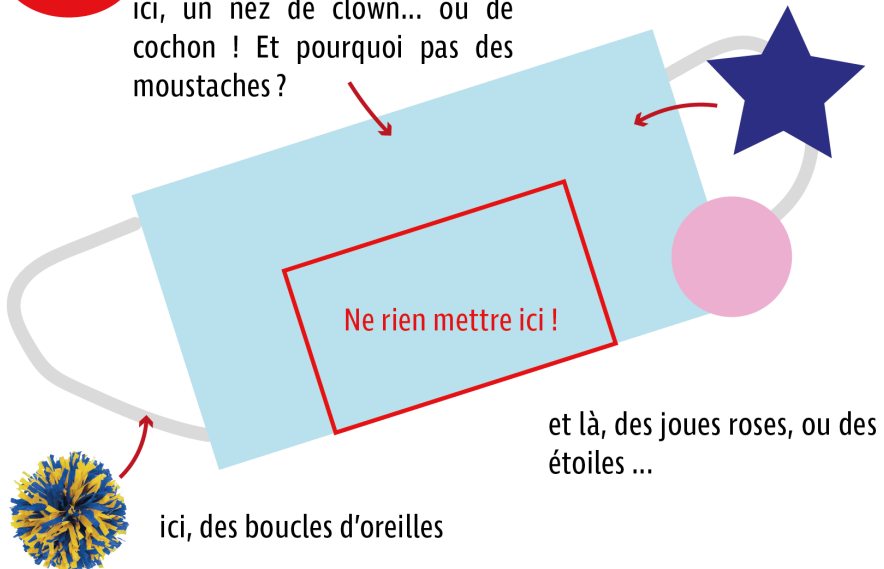 ici, un nez de clown... ou de
cochon ! Et pourquoi pas des
moustaches ?
Ne rien mettre ici !
et là, des joues roses, ou des
étoiles ...
ici, des boucles d'oreilles